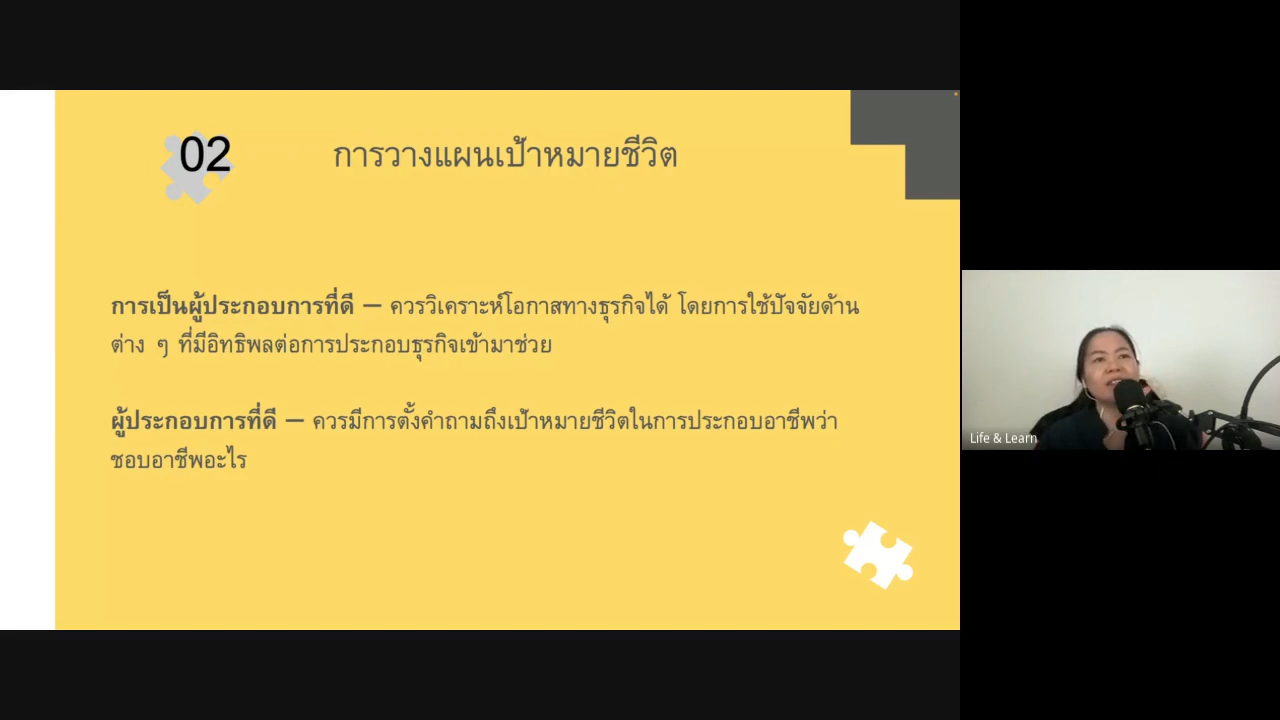 02
การวางแผนเป้าหมายชีวิต
การเป็นผู้ประกอบการที่ดี — ควรวิเคราะห์โอกาสทางธุรกิจได้ โดยการใช้ปัจจัยด้าน
ต่าง ๆ ที่มีอิทธิพลต่อการประกอบธุรกิจเข้ามาช่วย
ผู้ประกอบการที่ดี — ควรมีการตั้งคำถามถึงเป้าหมายชีวิตในการประกอบอาชีพว่า
ชอบอาชีพอะไร
Life & Learn